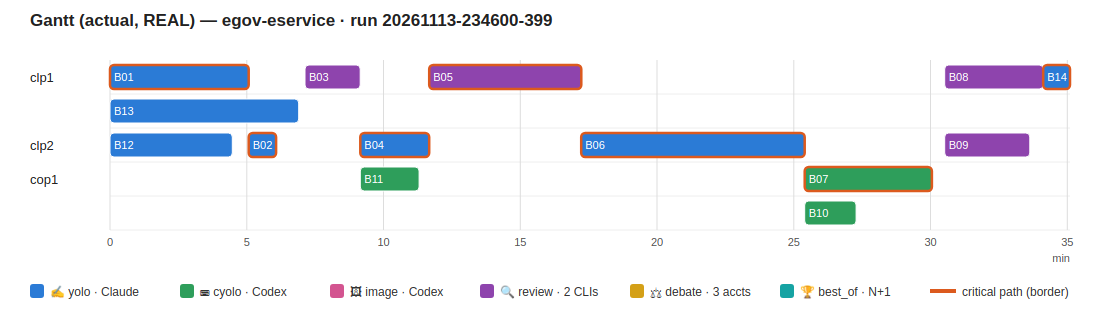 Gantt (actual, REAL) — egov-eservice · run 20261113-234600-399
clp1 B01 B03 B05 B08 B14
B13
clp2 B12 B02 B04 B06 B09
cop1 B11 B07
B10
0 5 10 15 20 25 30 35
min
✍ yolo · Claude ⌨ cyolo · Codex 🖼 image · Codex 🔍 review · 2 CLIs ⚖ debate · 3 accts 🏆 best_of · N+1 critical path (border)